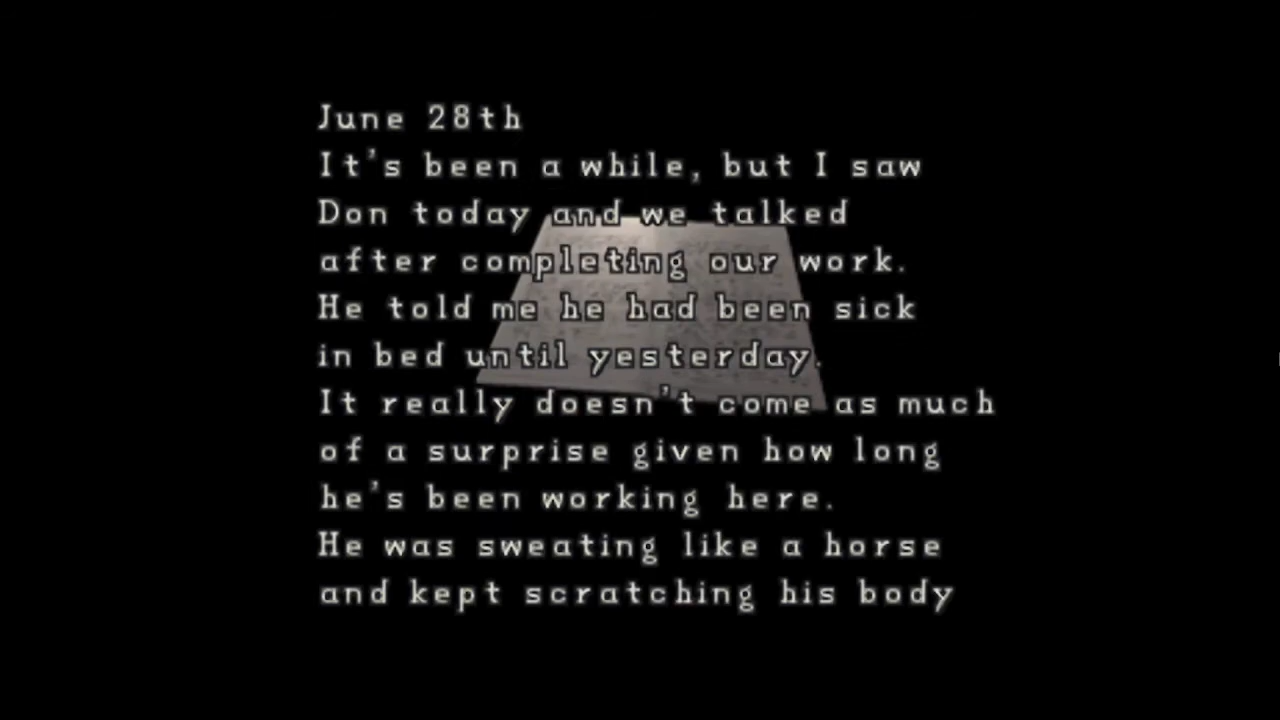 June 28th
It's been a while, but I saw
Don today and we talked
after completing our work.
He told me he had been sick
in bed until yesterday.
It really doesn't come as much
of a surprise given how long
he's been working here.
He was sweating like a horse
and kept scratching his body